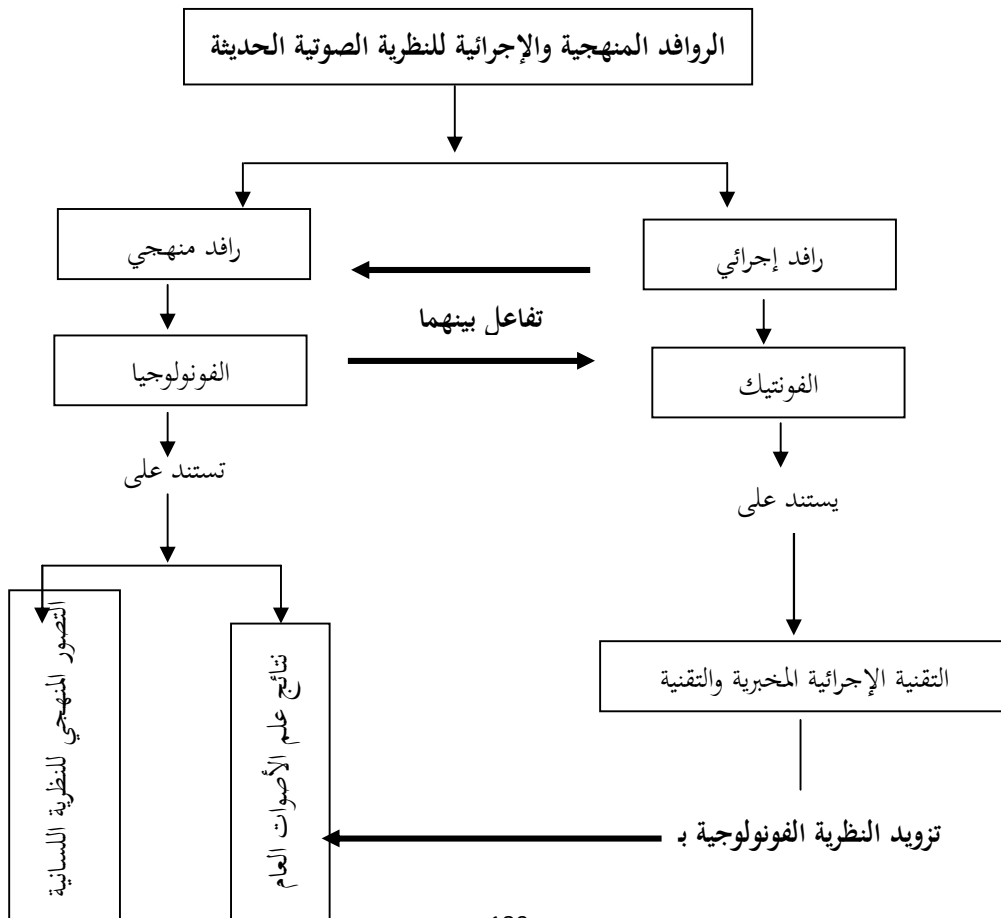 الروافد المنهجية والإجرائية للنظرية الصوتية الحديثة
رافد إجرائي
رافد منهجي
تفاعل بينهما
الفونتيك
الفونولوجيا
يستند على
تستند على
التقنية الإجرائية المخبرية والتقنية
نتائج علم الأصوات العام
التصور المنهجي للنظرية اللسانية
تزويد النظرية الفونولوجية بـ